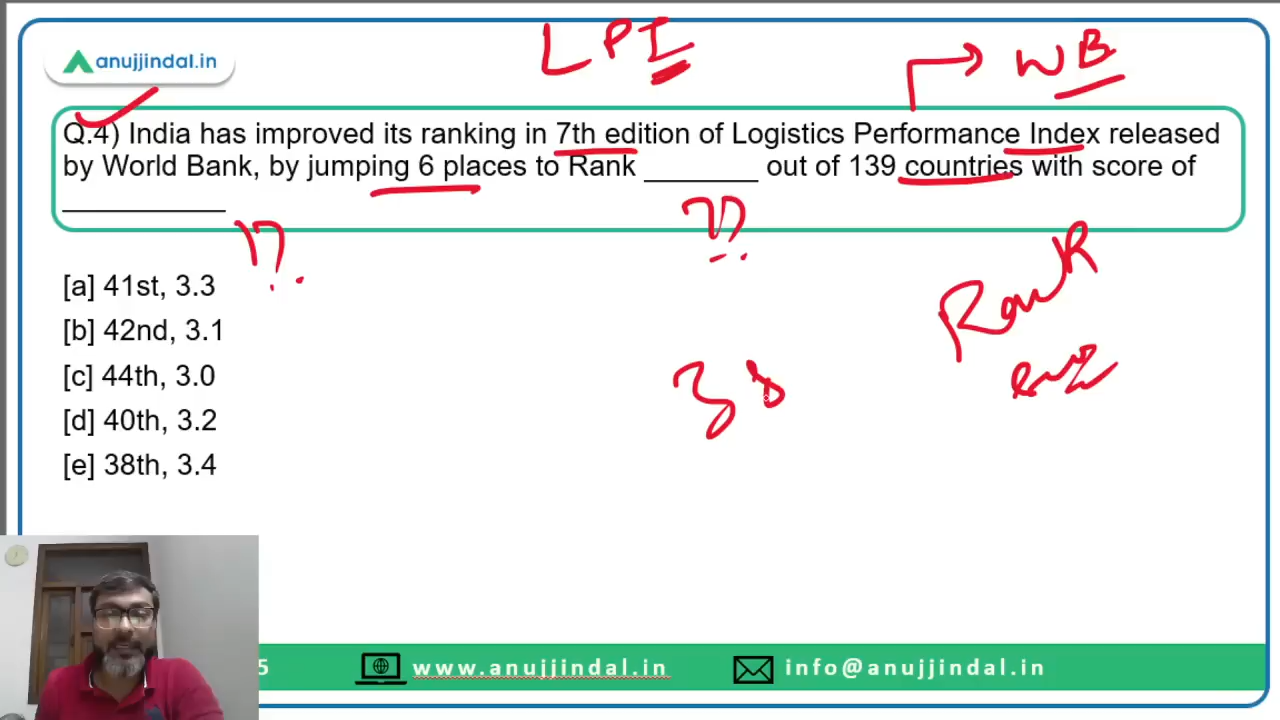 LPI
WB
anujjindal.in
Q.4) India has improved its ranking in 7th edition of Logistics Performance Index released
by World Bank, by jumping 6 places to Rank _______ out of 139 countries with score of
__________
??
??
Rank
[a] 41st, 3.3
[b] 42nd, 3.1
[c] 44th, 3.0
[d] 40th, 3.2
[e] 38th, 3.4
38
5
www.anujjindal.in
info@anujjindal.in